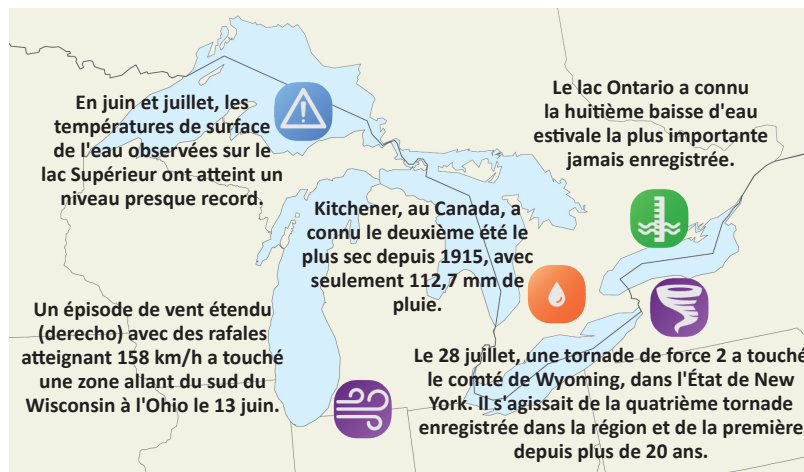 En juin et juillet, les
températures de surface
de l'eau observées sur le
lac Supérieur ont atteint un
niveau presque record.
Le lac Ontario a connu
la huitième baisse d'eau
estivale la plus importante
jamais enregistrée.
Kitchener, au Canada, a
connu le deuxième été le
plus sec depuis 1915, avec
seulement 112,7 mm de
pluie.
Un épisode de vent étendu
(derecho) avec des rafales
atteignant 158 km/h a touché
une zone allant du sud du
Wisconsin à l'Ohio le 13 juin.
Le 28 juillet, une tornade de force 2 a touché
le comté de Wyoming, dans l'État de New
York. Il s'agissait de la quatrième tornade
enregistrée dans la région et de la première
depuis plus de 20 ans.